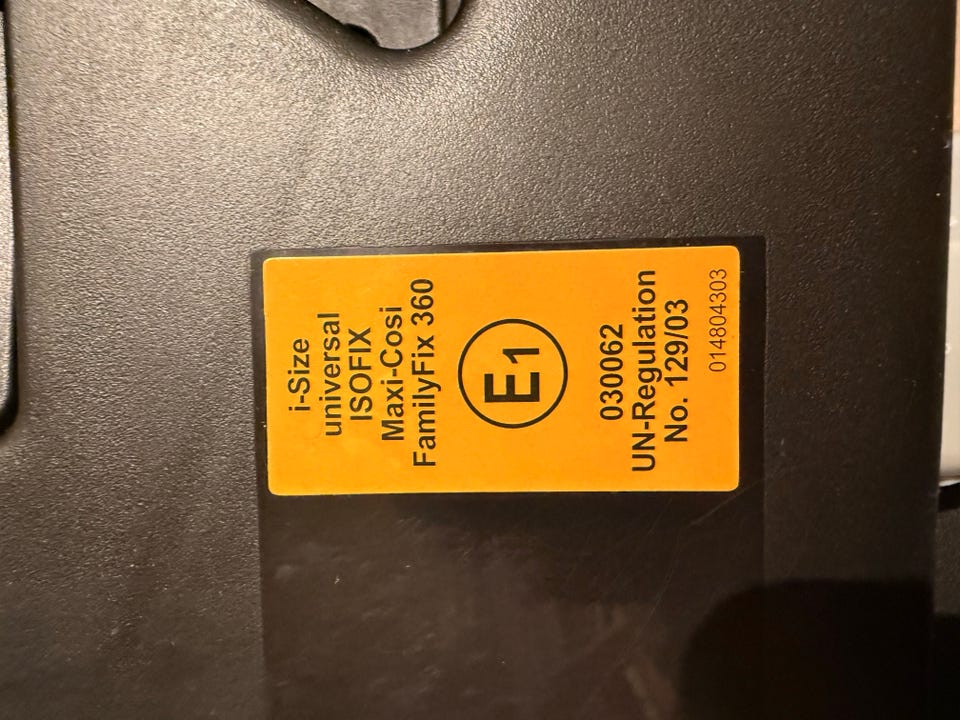 i-Size
universal
ISOFIX
Maxi-Cosi
FamilyFix 360
E1
030062
UN-Regulation
No. 129/03
014804303